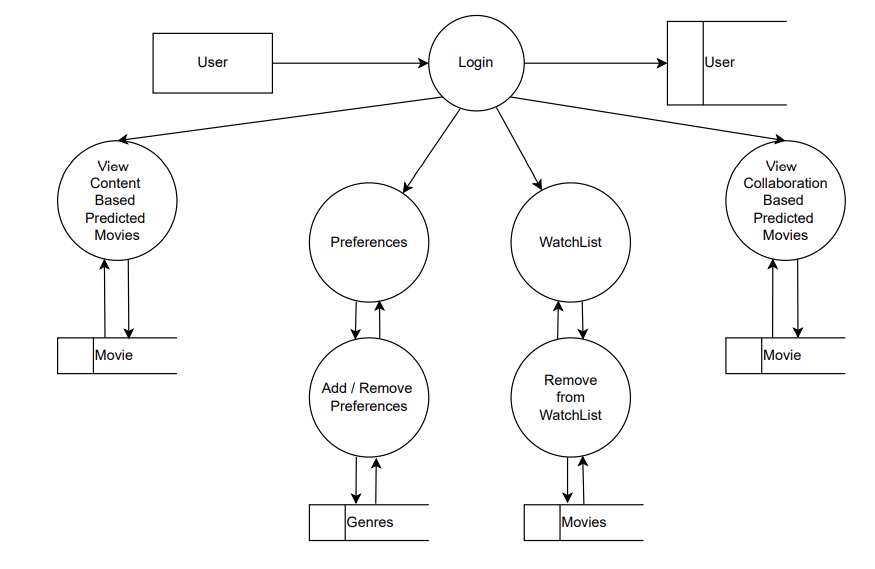 User
Login
User
View
Content
Based
Predicted
Movies
Preferences
WatchList
View
Collaboration
Based
Predicted
Movies
Movie
Add / Remove
Preferences
Remove
from
WatchList
Movie
Genres
Movies